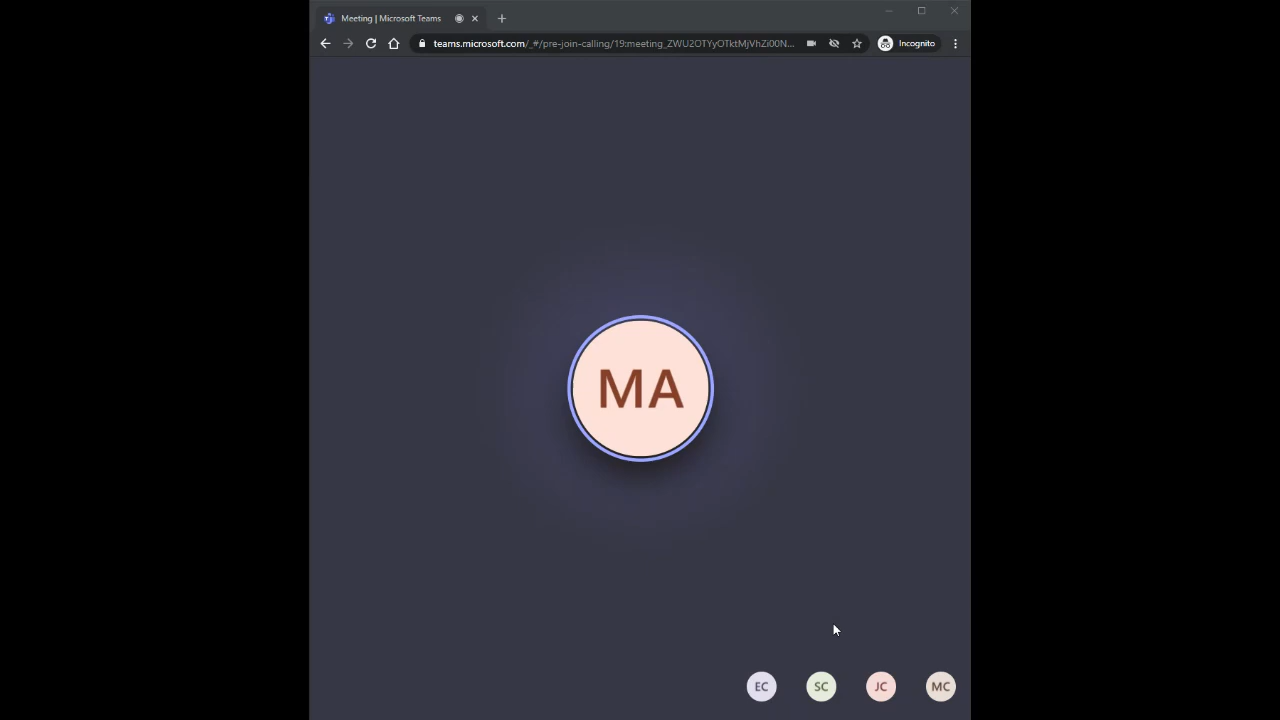 Meeting | Microsoft Teams
teams.microsoft.com/_#/pre-join-calling/19:meeting_ZWU2OTYyOTktMjVhZi00N...
Incognito
MA
EC SC JC MC